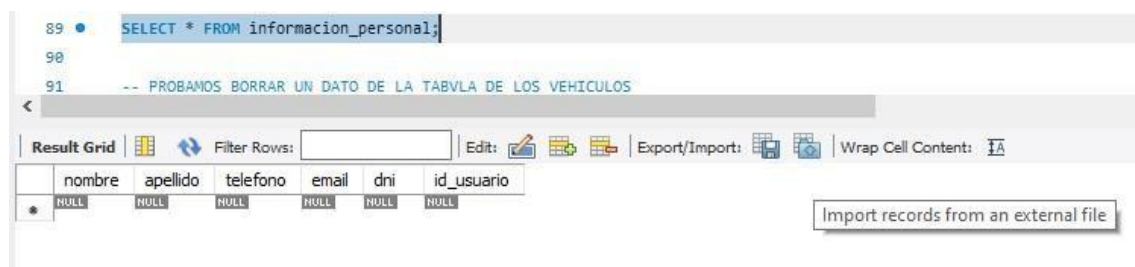 89 SELECT * FROM informacion_personal;
90
91 -- PROBAMOS BORRAR UN DATO DE LA TABVLA DE LOS VEHICULOS
Result Grid Filter Rows: Edit: Export/Import: Wrap Cell Content: IA
nombre apellido telefono email dni id_usuario
* NULL NULL NULL NULL NULL NULL
Import records from an external file